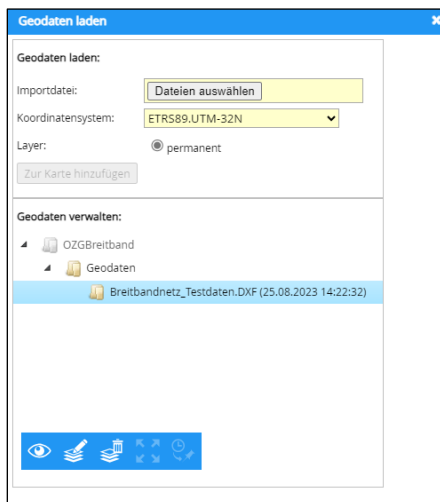 Geodaten laden
Geodaten laden:
Importdatei: Dateien auswählen
Koordinatensystem: ETRS89.UTM-32N
Layer: permanent
Zur Karte hinzufügen
Geodaten verwalten:
OZGBreitband
Geodaten
Breitbandnetz_Testdaten.DXF (25.08.2023 14:22:32)